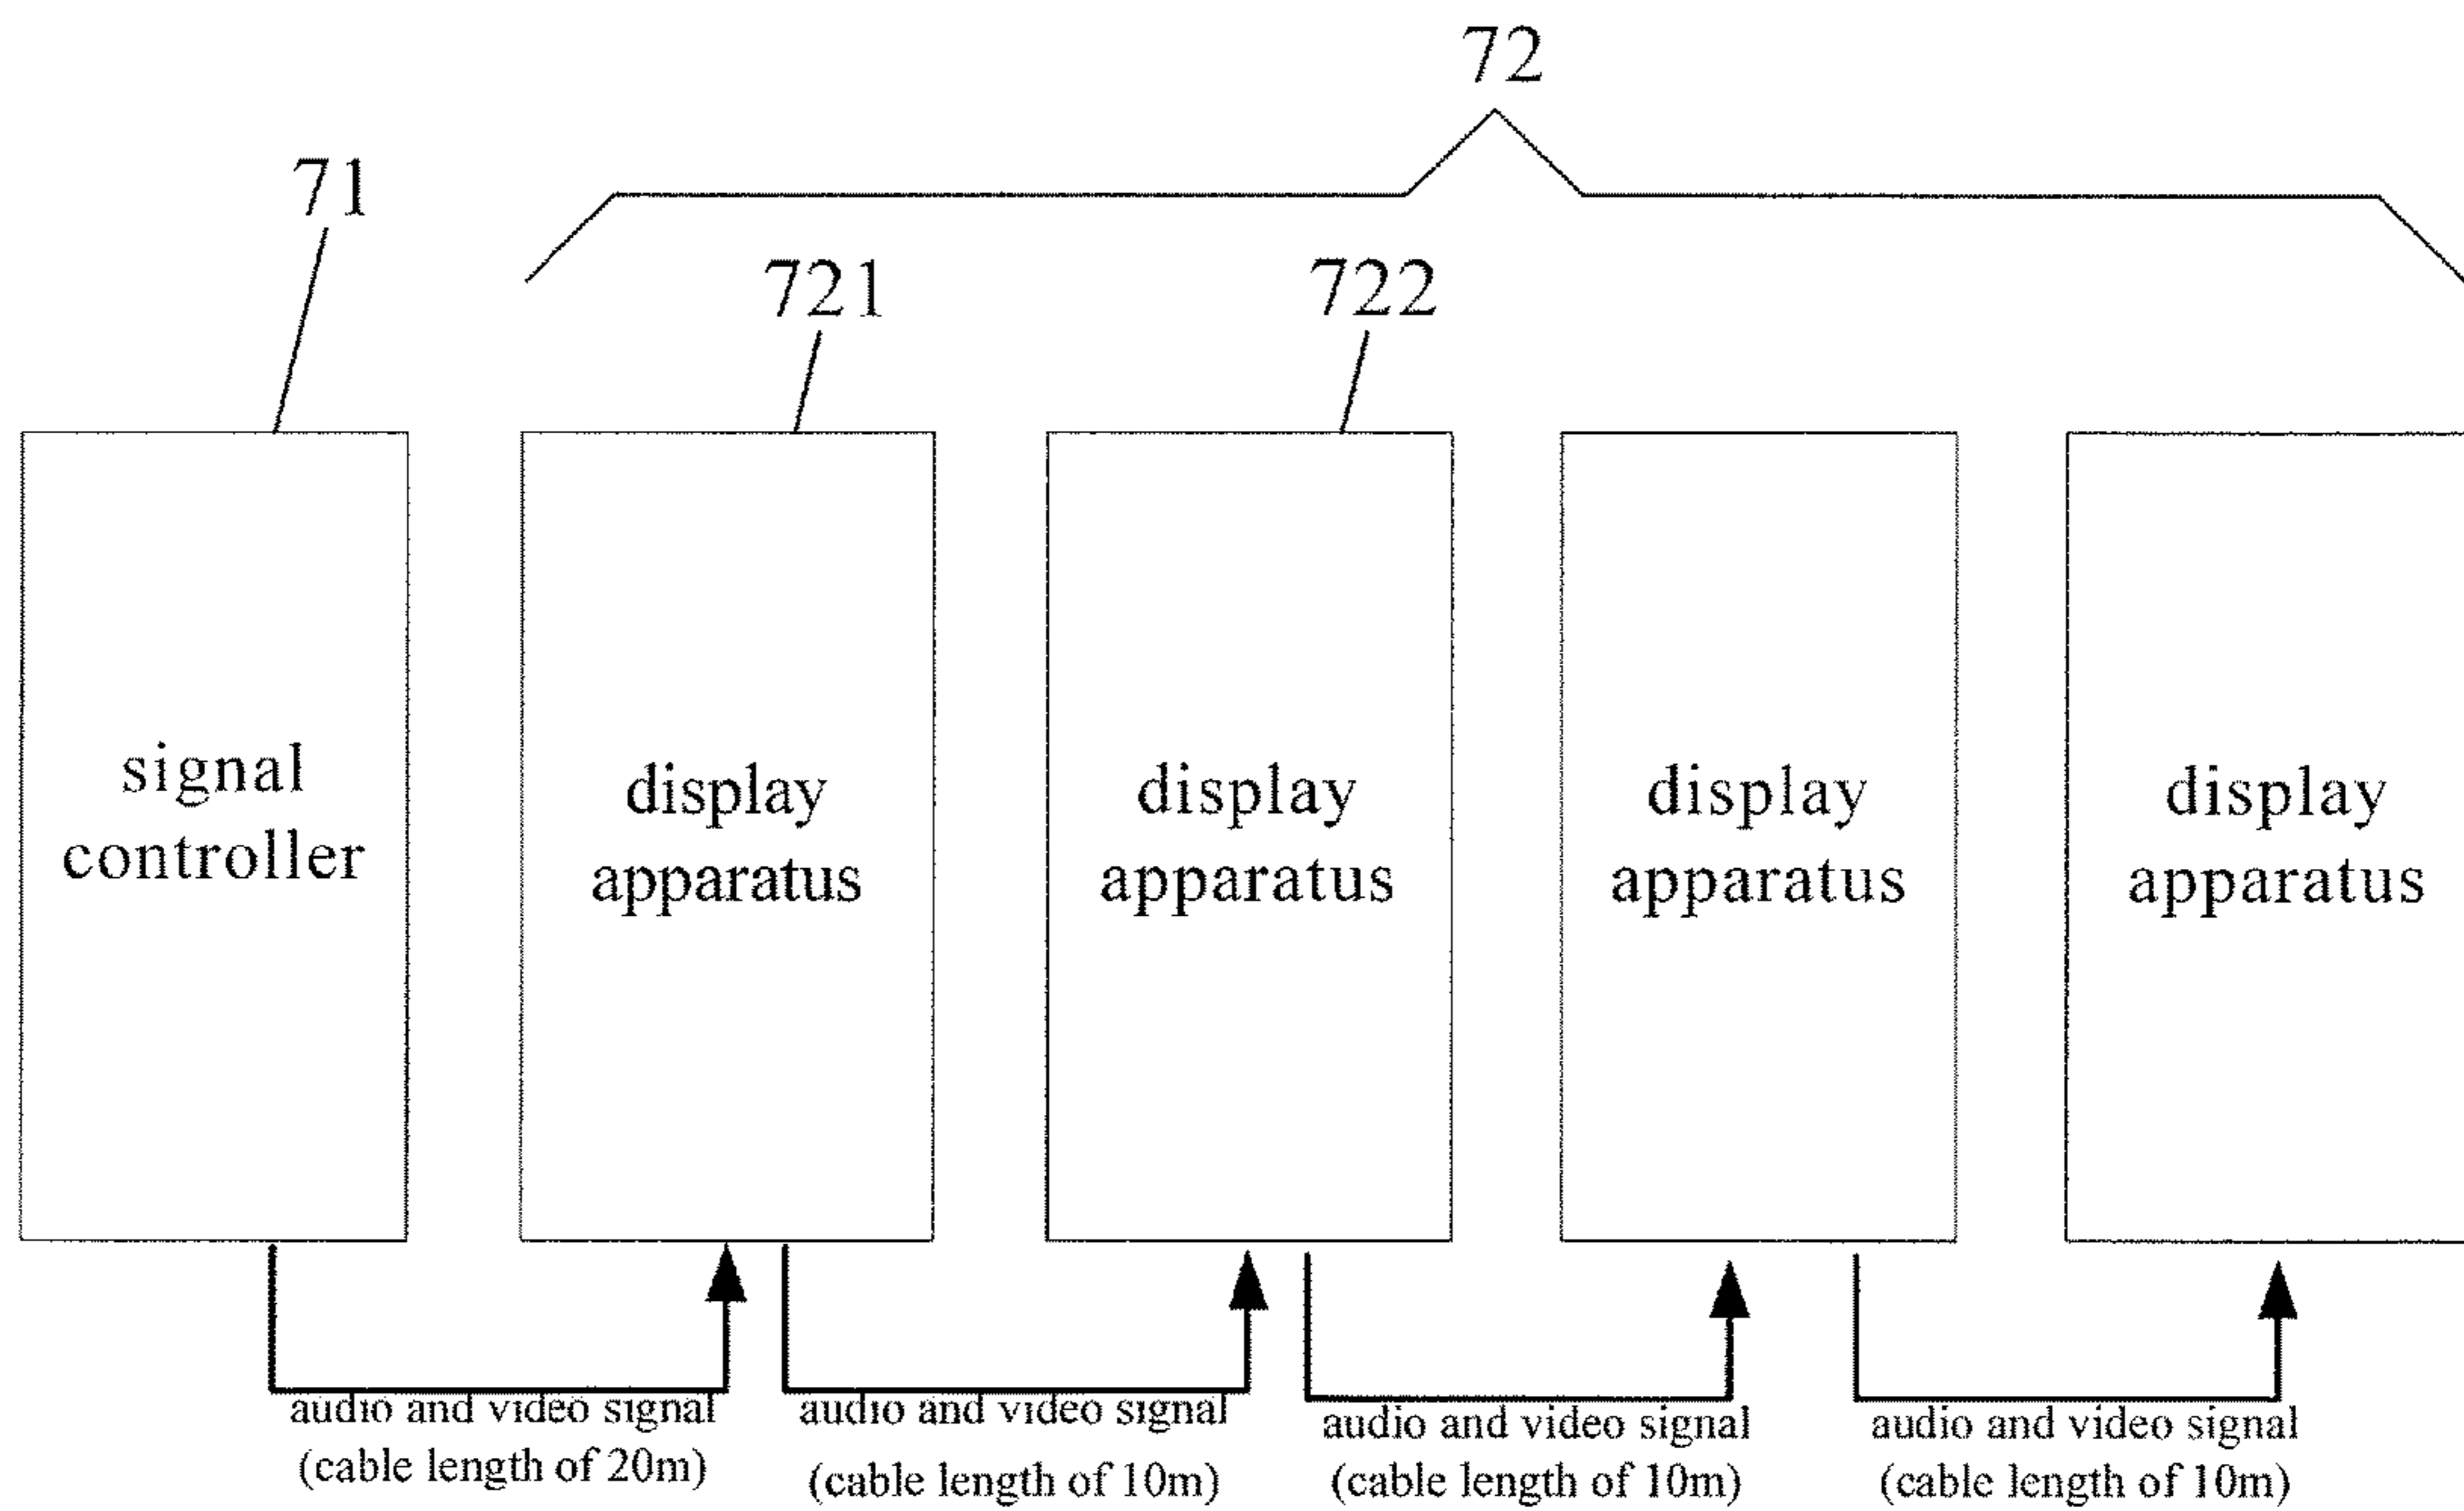 72
71
721
722
signal
controller
display
apparatus
display
apparatus
display
apparatus
display
apparatus
audio and video signal
(cable length of 20m)
audio and video signal
(cable length of 10m)
audio and video signal
(cable length of 10m)
audio and video signal
(cable length of 10m)